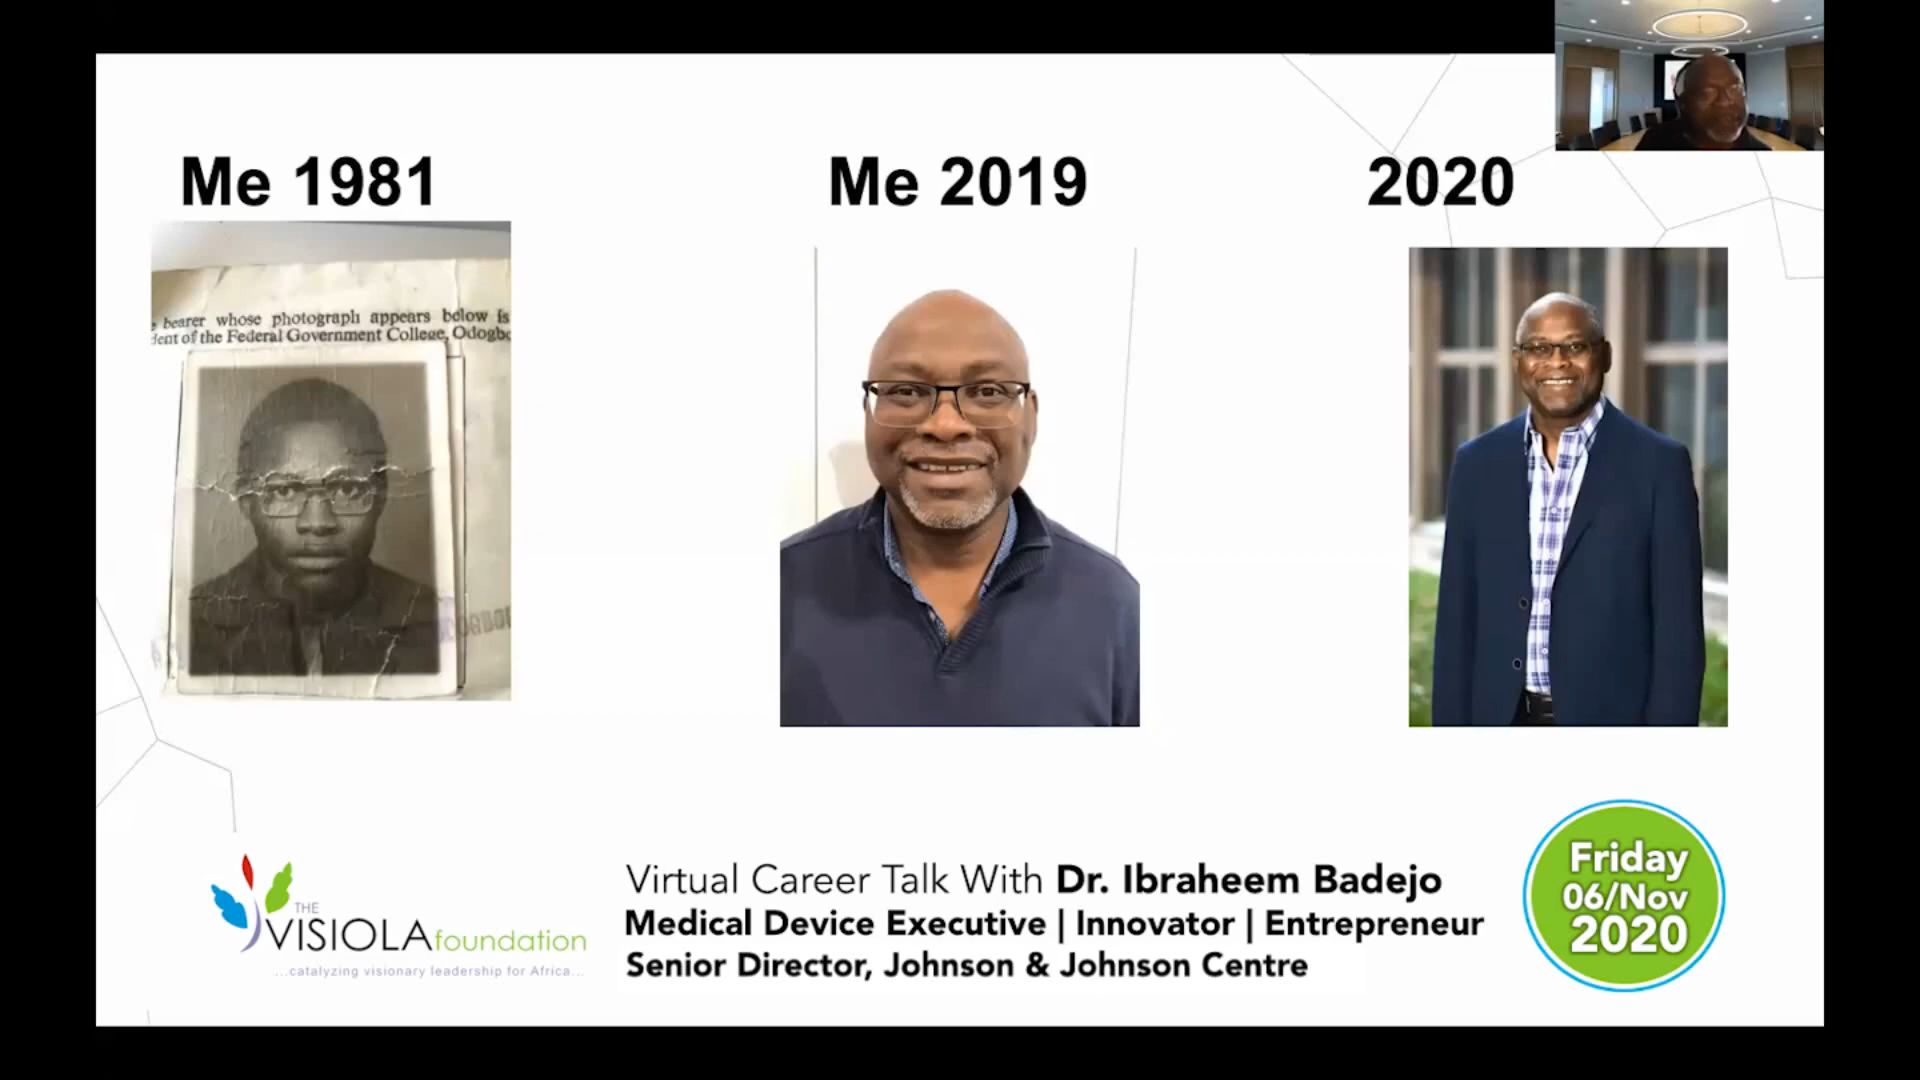 Me 1981
Me 2019
2020
bearer whose photograph appears below is
dent of the Federal Government College, Odogbo
THE
VISIOLA foundation
...catalyzing visionary leadership for Africa...
Virtual Career Talk With Dr. Ibraheem Badejo
Medical Device Executive | Innovator | Entrepreneur
Senior Director, Johnson & Johnson Centre
Friday
06/Nov
2020